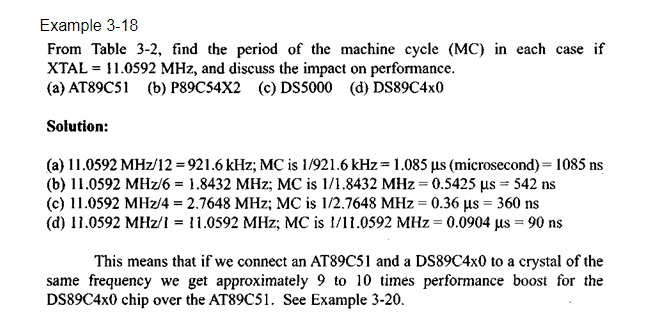 Example 3-18
From Table 3-2, find the period of the machine cycle (MC) in each case if
XTAL = 11.0592 MHz, and discuss the impact on performance.
(a) AT89C51 (b) P89C54X2 (c) DS5000 (d) DS89C4x0
Solution:
(a) 11.0592 MHz/12 = 921.6 kHz; MC is 1/921.6 kHz = 1.085 µs (microsecond) = 1085 ns
(b) 11.0592 MHz/6 = 1.8432 MHz; MC is 1/1.8432 MHz = 0.5425 µs = 542 ns
(c) 11.0592 MHz/4 = 2.7648 MHz; MC is 1/2.7648 MHz = 0.36 µs = 360 ns
(d) 11.0592 MHz/1 = 11.0592 MHz; MC is 1/11.0592 MHz = 0.0904 µs = 90 ns
This means that if we connect an AT89C51 and a DS89C4x0 to a crystal of the
same frequency we get approximately 9 to 10 times performance boost for the
DS89C4x0 chip over the AT89C51. See Example 3-20.